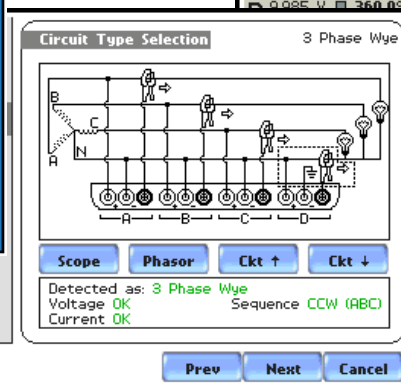 9.985 V 360.0
Circuit Type Selection 3 Phase Wye
B
C
A
N
A B C D
Scope Phasor Ckt ↑ Ckt ↓
Detected as: 3 Phase Wye
Voltage OK Sequence CCW (ABC)
Current OK
Prev Next Cancel